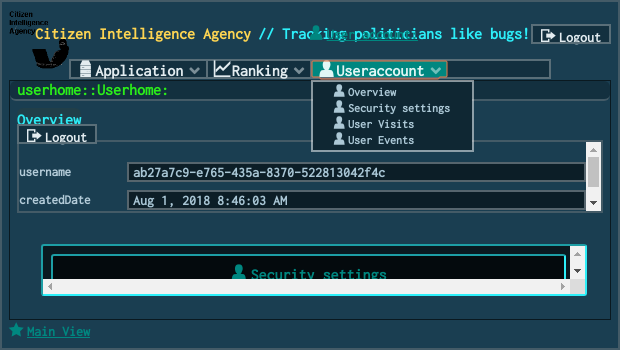 Citizen
Intelligence
Agency
Citizen Intelligence Agency // Tracking politicians like bugs!
Logout
Application
Ranking
Useraccount
Overview
Security settings
User Visits
User Events
userhome::Userhome:
Overview
Logout
username
ab27a7c9-e765-435a-8370-522813042f4c
createdDate
Aug 1, 2018 8:46:03 AM
Security settings
Main View